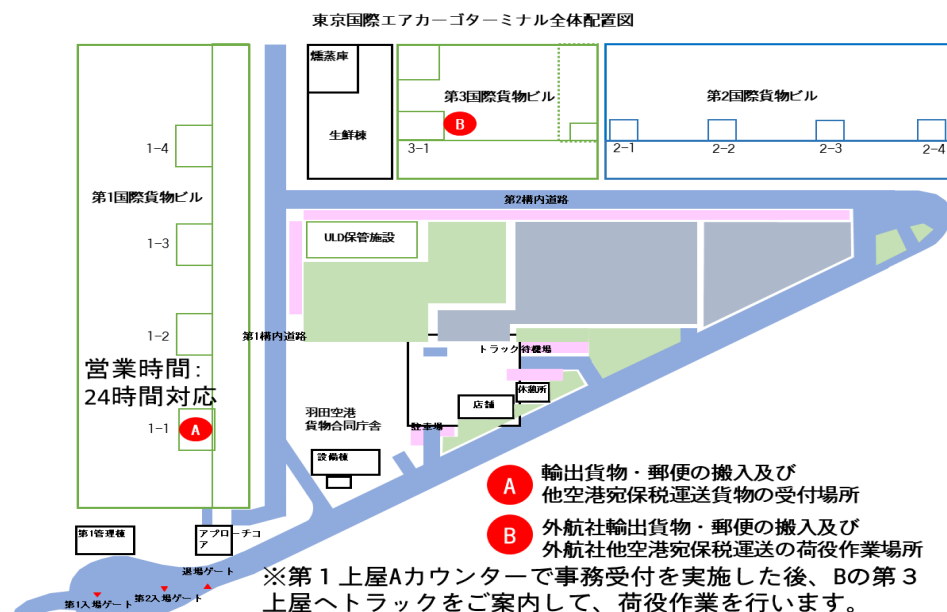 東京国際エアカーゴターミナル全体配置図
燻蒸庫
生鮮棟
第3国際貨物ビル
B
3-1
第2国際貨物ビル
2-1
2-2
2-3
2-4
1-4
第1国際貨物ビル
1-3
1-2
営業時間:
24時間対応
1-1
A
第2構内道路
ULD保管施設
第1構内道路
トラック待機場
休憩所
店舗
駐車場
羽田空港
貨物合同庁舎
設備棟
第1管理棟
アプローチコ
ア
退場ゲート
第2入場ゲート
第1入場ゲート
A
輸出貨物・郵便の搬入及び
他空港宛保税運送貨物の受付場所
B
外航社輸出貨物・郵便の搬入及び
外航社他空港宛保税運送の荷役作業場所
※第1上屋Aカウンターで事務受付を実施した後、Bの第3
上屋へトラックをご案内して、荷役作業を行います。